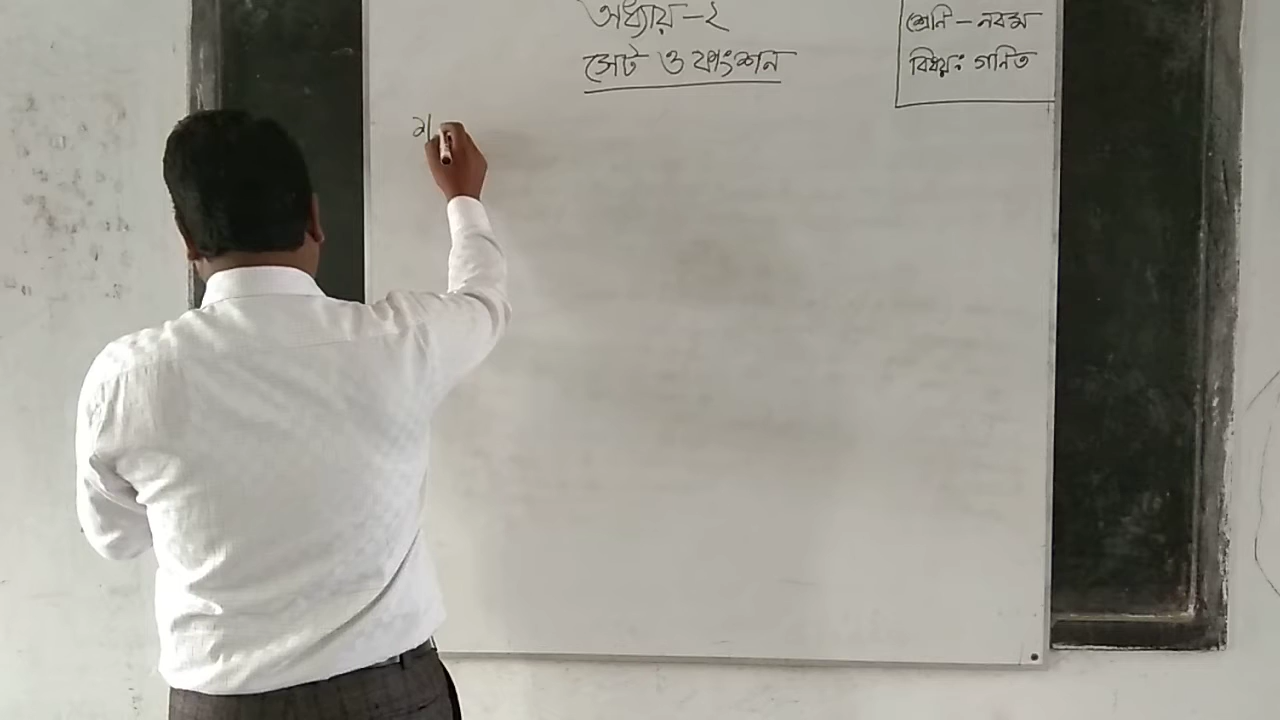 অধ্যায়-২
সেট ও ফাংশন
শ্রেনি - নবম
বিষয়: গনিত